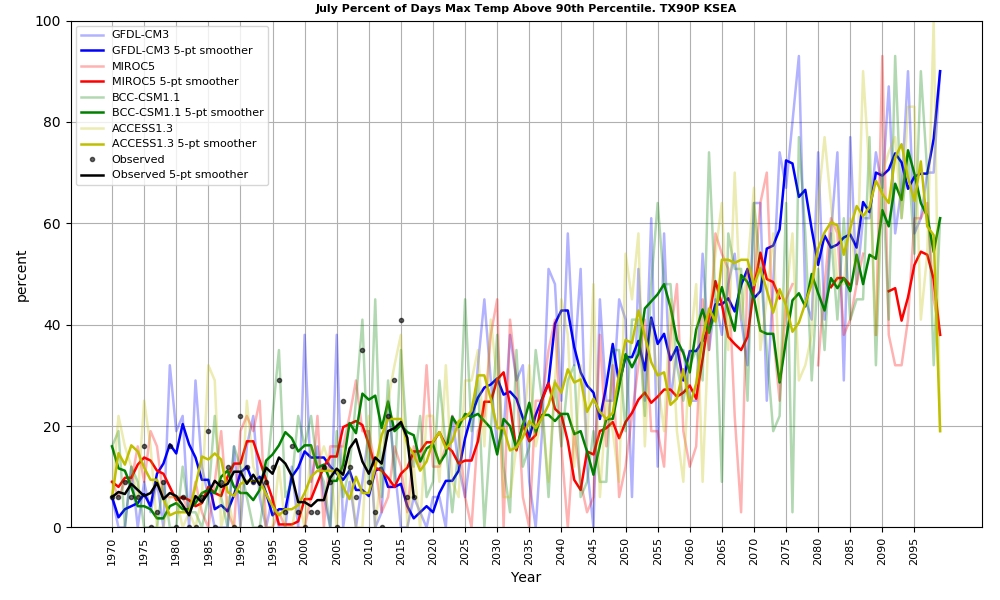 July Percent of Days Max Temp Above 90th Percentile. TX90P KSEA
GFDL-CM3
GFDL-CM3 5-pt smoother
MIROC5
MIROC5 5-pt smoother
BCC-CSM1.1
BCC-CSM1.1 5-pt smoother
ACCESS1.3
ACCESS1.3 5-pt smoother
Observed
Observed 5-pt smoother
percent
100
80
60
40
20
0
1970 1975 1980 1985 1990 1995 2000 2005 2010 2015 2020 2025 2030 2035 2040 2045 2050 2055 2060 2065 2070 2075 2080 2085 2090 2095
Year